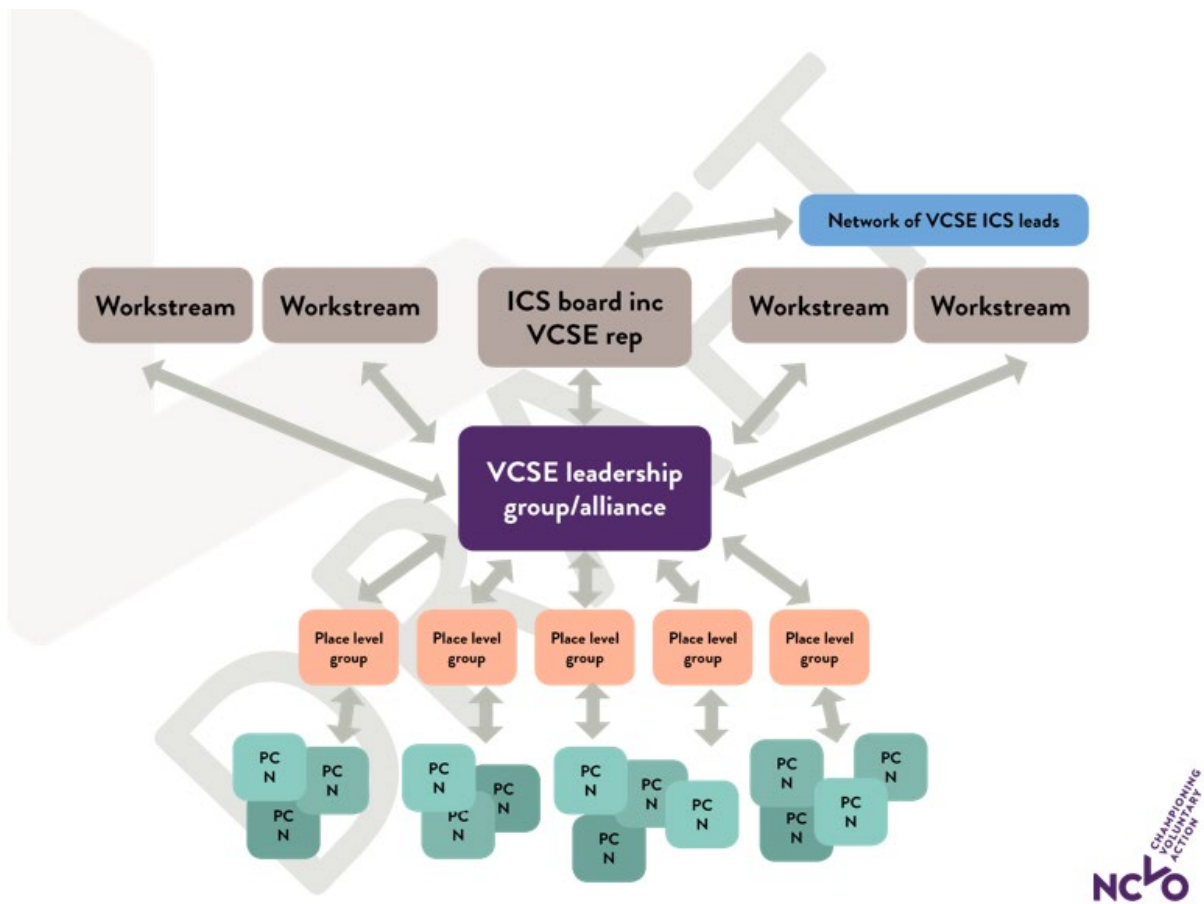 DRAFT
Network of VCSE ICS leads
Workstream
Workstream
ICS board inc
VCSE rep
Workstream
Workstream
VCSE leadership
group/alliance
Place level
group
Place level
group
Place level
group
Place level
group
Place level
group
PC
N
PC
N
PC
N
PC
N
PC
N
PC
N
PC
N
PC
N
PC
N
PC
N
PC
N
PC
N
PC
N
PC
N
CHAMPIONING
VOLUNTARY
ACTION
NCVO